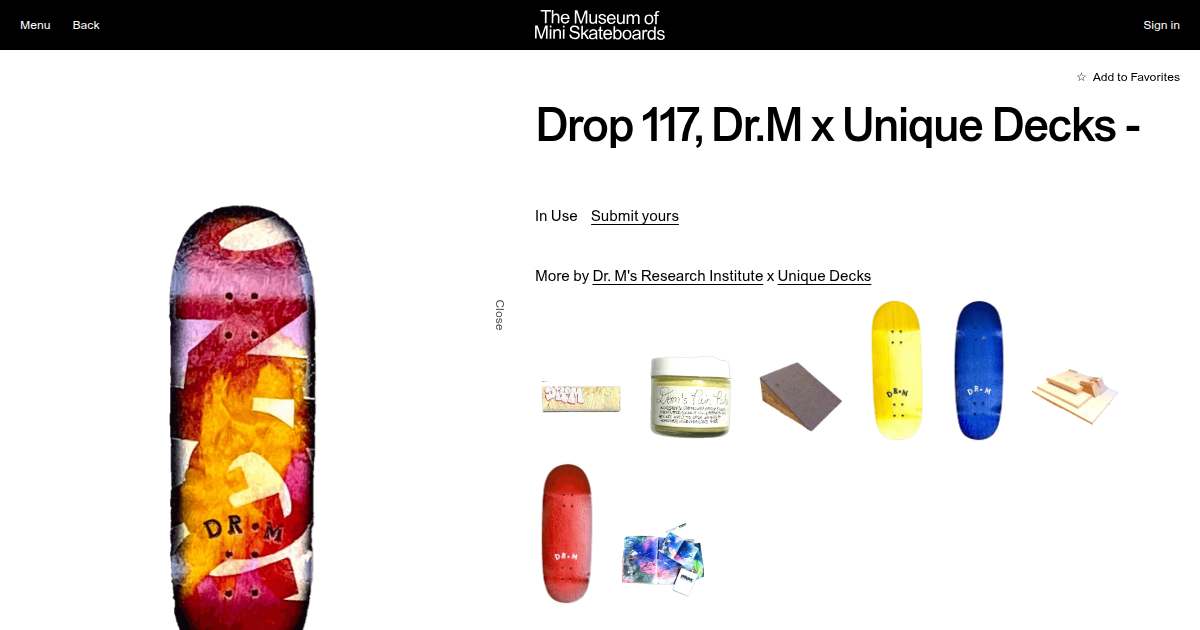 Menu
Back
The Museum of
Mini Skateboards
Sign in
☆ Add to Favorites
Drop 117, Dr.M x Unique Decks -
In Use Submit yours
More by Dr. M's Research Institute x Unique Decks
Close
DR•M
DR•M
DR•M
DR•M